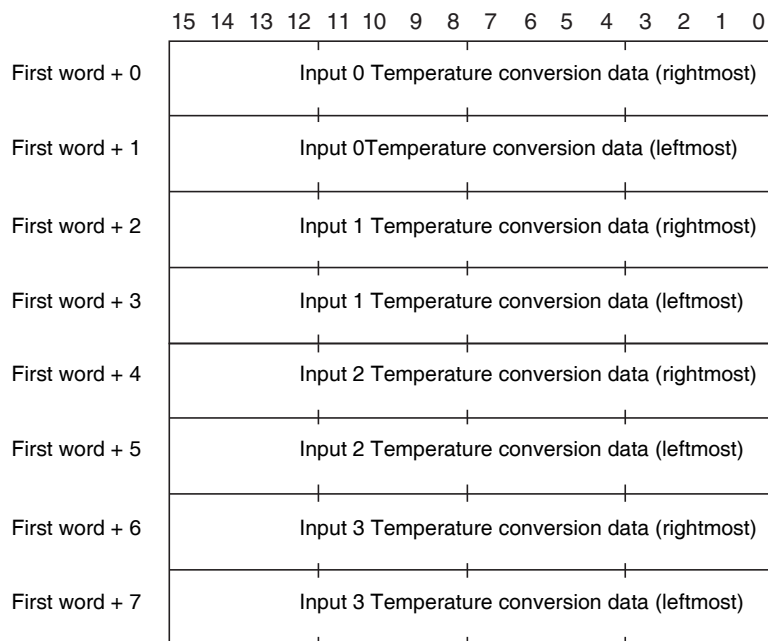 15 14 13 12 11 10 9 8 7 6 5 4 3 2 1 0
First word + 0 Input 0 Temperature conversion data (rightmost)
First word + 1 Input 0Temperature conversion data (leftmost)
First word + 2 Input 1 Temperature conversion data (rightmost)
First word + 3 Input 1 Temperature conversion data (leftmost)
First word + 4 Input 2 Temperature conversion data (rightmost)
First word + 5 Input 2 Temperature conversion data (leftmost)
First word + 6 Input 3 Temperature conversion data (rightmost)
First word + 7 Input 3 Temperature conversion data (leftmost)